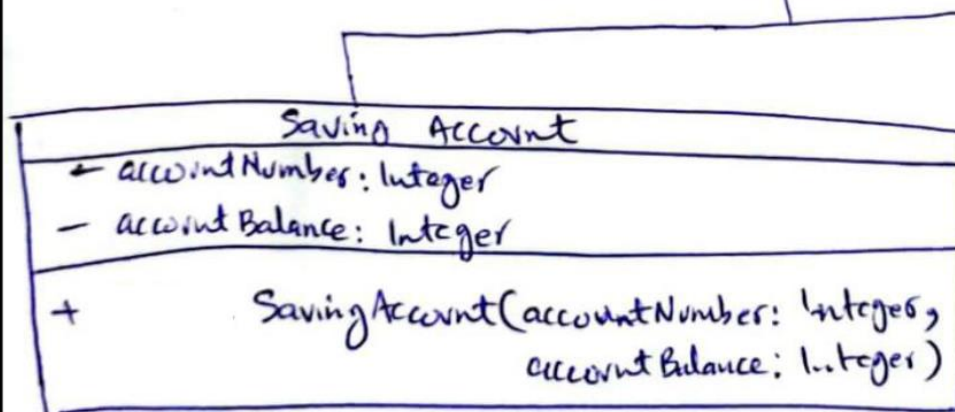 Saving Account
- accountNumber: Integer
- accountBalance: Integer
+ SavingAccount(accountNumber: Integer,
accountBalance: Integer)